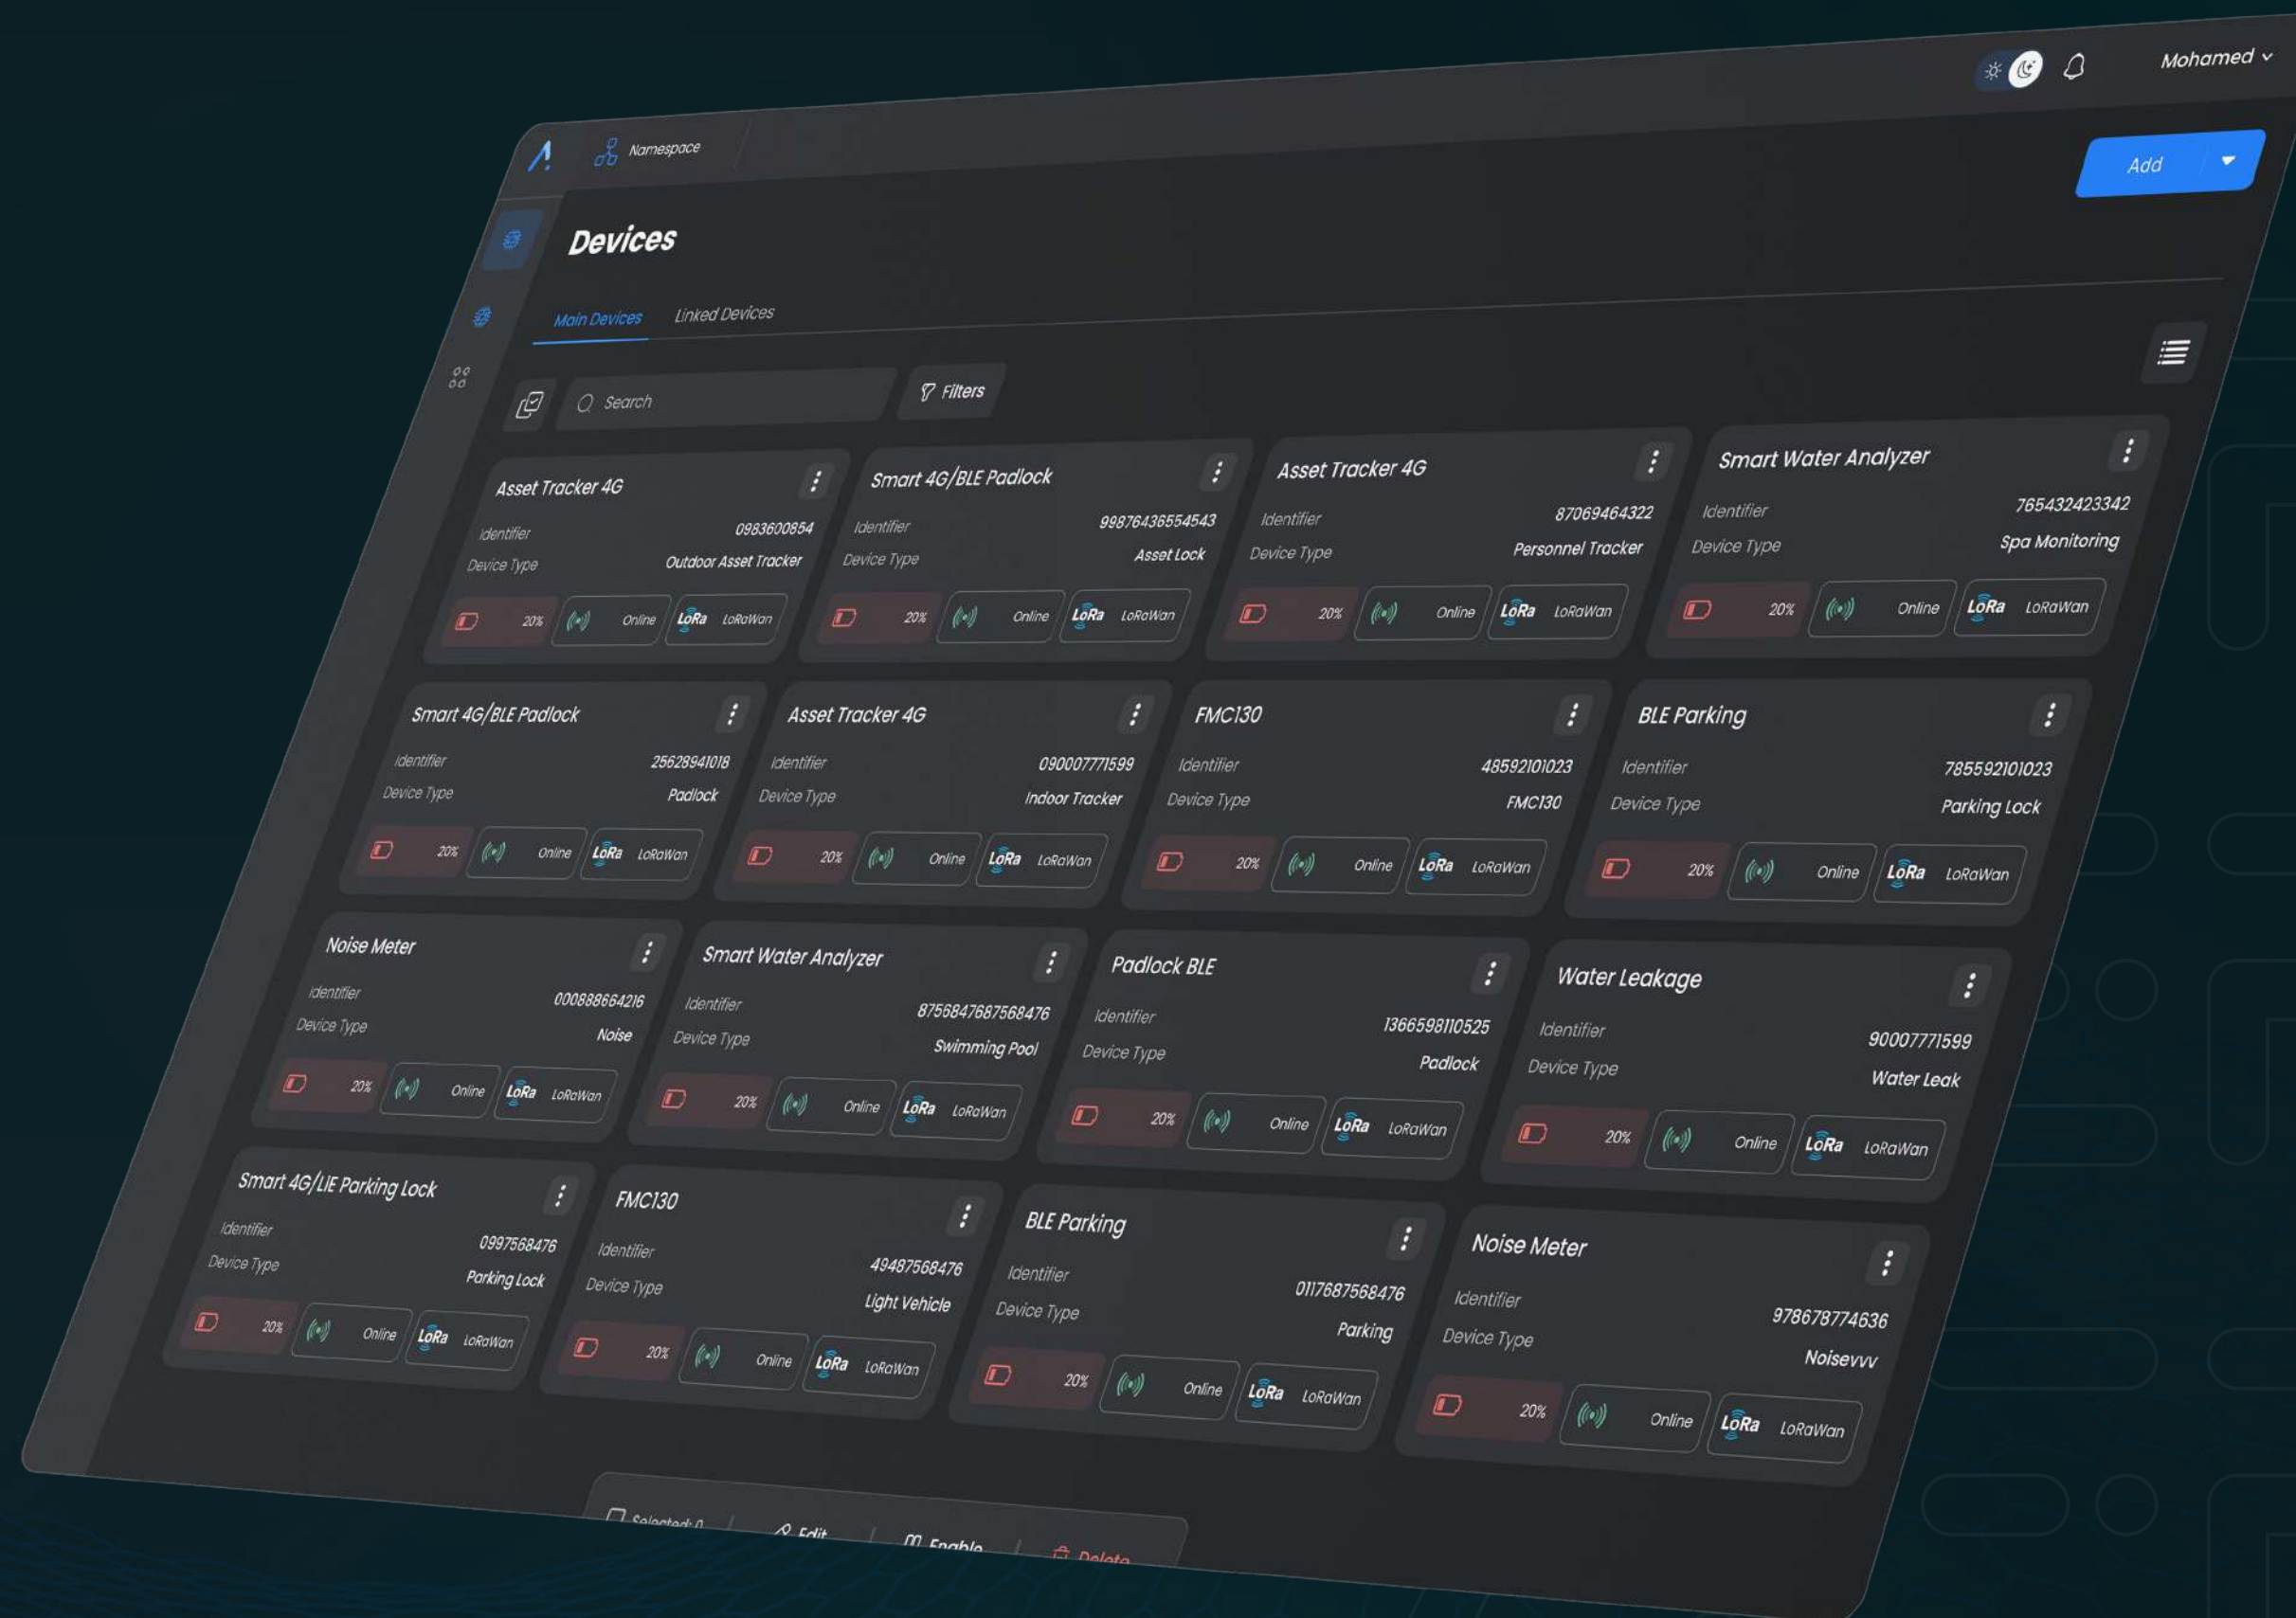 Namespace
Mohamed
Devices
Add
Main Devices Linked Devices
Search
Filters
Asset Tracker 4G
Identifier 0983600854
Device Type Outdoor Asset Tracker
20% Online LoRa LoRaWan
Smart 4G/BLE Padlock
Identifier 99876436554543
Device Type Asset Lock
20% Online LoRa LoRaWan
Asset Tracker 4G
Identifier 87069464322
Device Type Personnel Tracker
20% Online LoRa LoRaWan
Smart Water Analyzer
Identifier 765432423342
Device Type Spa Monitoring
20% Online LoRa LoRaWan
Smart 4G/BLE Padlock
Identifier 25628941018
Device Type Padlock
20% Online LoRa LoRaWan
Asset Tracker 4G
Identifier 090007771599
Device Type Indoor Tracker
20% Online LoRa LoRaWan
FMC130
Identifier 48592101023
Device Type FMC130
20% Online LoRa LoRaWan
BLE Parking
Identifier 785592101023
Device Type Parking Lock
20% Online LoRa LoRaWan
Noise Meter
Identifier 000888664216
Device Type Noise
20% Online LoRa LoRaWan
Smart Water Analyzer
Identifier 8756847687568476
Device Type Swimming Pool
20% Online LoRa LoRaWan
Padlock BLE
Identifier 1366598110525
Device Type Padlock
20% Online LoRa LoRaWan
Water Leakage
Identifier 90007771599
Device Type Water Leak
20% Online LoRa LoRaWan
Smart 4G/LIE Parking Lock
Identifier 0997568476
Device Type Parking Lock
20% Online LoRa LoRaWan
FMC130
Identifier 49487568476
Device Type Light Vehicle
20% Online LoRa LoRaWan
BLE Parking
Identifier 0117687568476
Device Type Parking
20% Online LoRa LoRaWan
Noise Meter
Identifier 978678774636
Device Type Noisevvv
20% Online LoRa LoRaWan
Selected: 0 Edit Enable Delete